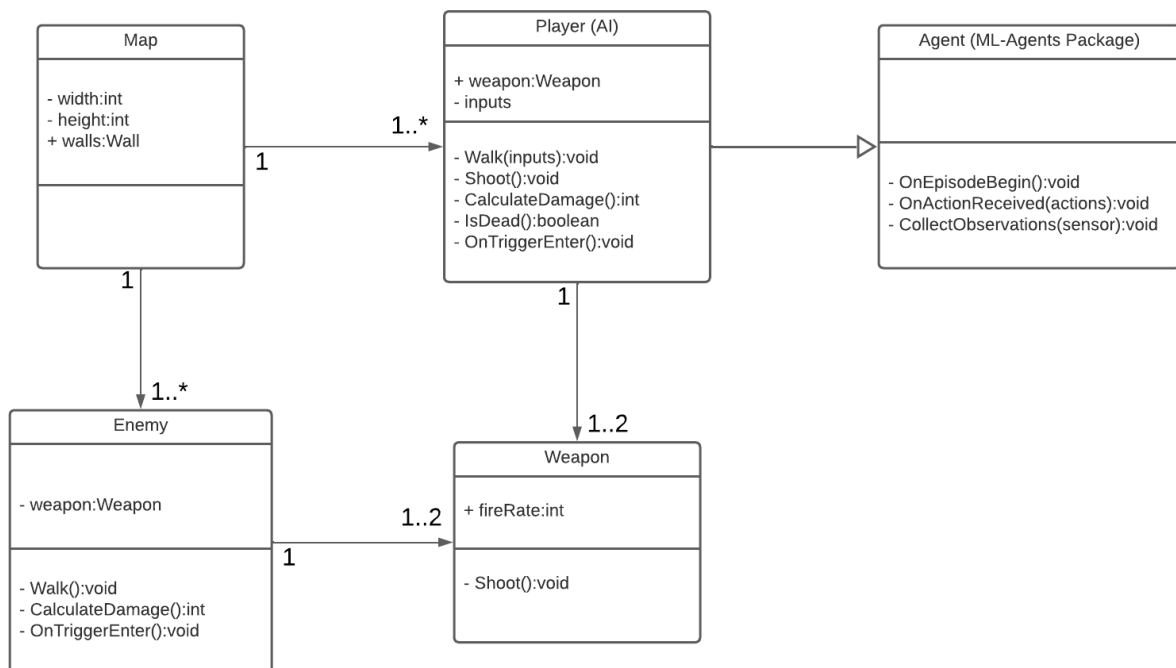 Map
- width:int
- height:int
+ walls:Wall
1
1..*
Player (AI)
+ weapon:Weapon
- inputs
- Walk(inputs):void
- Shoot():void
- CalculateDamage():int
- IsDead():boolean
- OnTriggerEnter():void
Agent (ML-Agents Package)
- OnEpisodeBegin():void
- OnActionReceived(actions):void
- CollectObservations(sensor):void
1
1..*
1
1..2
Enemy
- weapon:Weapon
- Walk():void
- CalculateDamage():int
- OnTriggerEnter():void
1
1..2
Weapon
+ fireRate:int
- Shoot():void